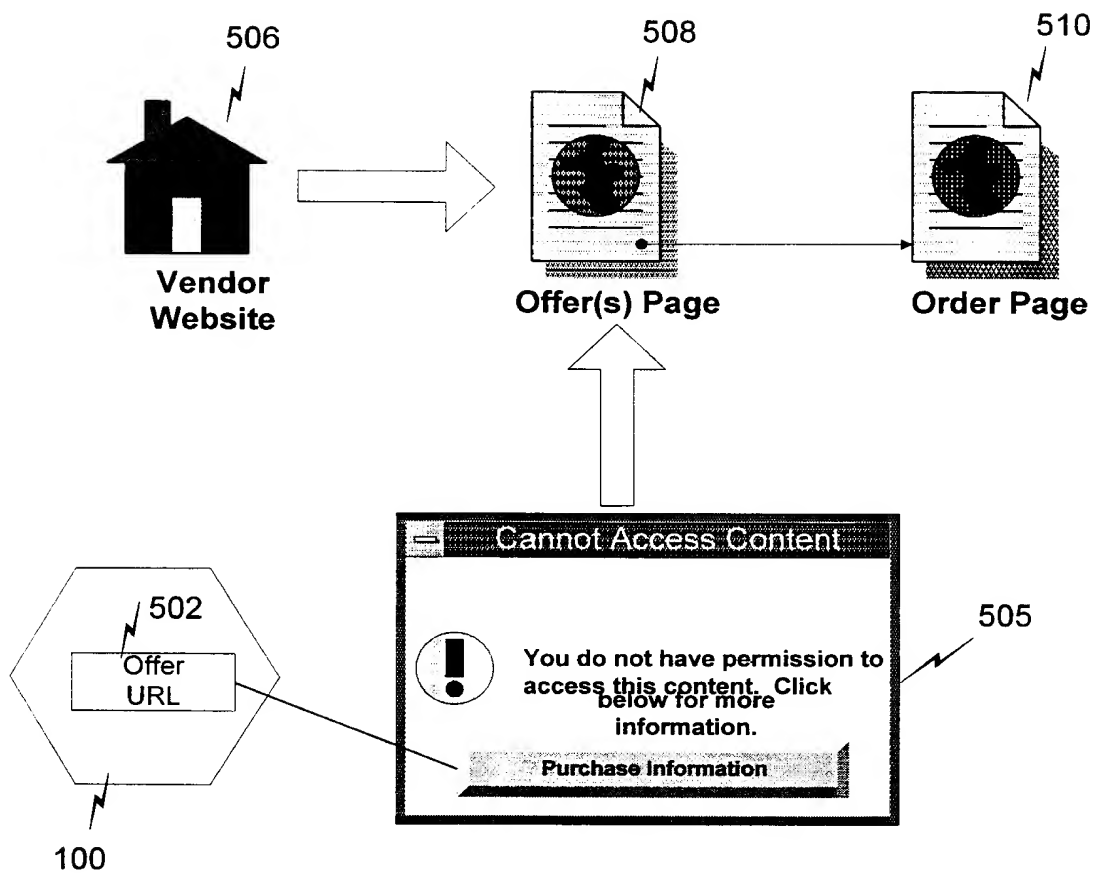 506
508
510
Vendor
Website
Offer(s) Page
Order Page
Cannot Access Content
502
Offer
URL
505
You do not have permission to
access this content. Click
below for more
information.
Purchase Information
100